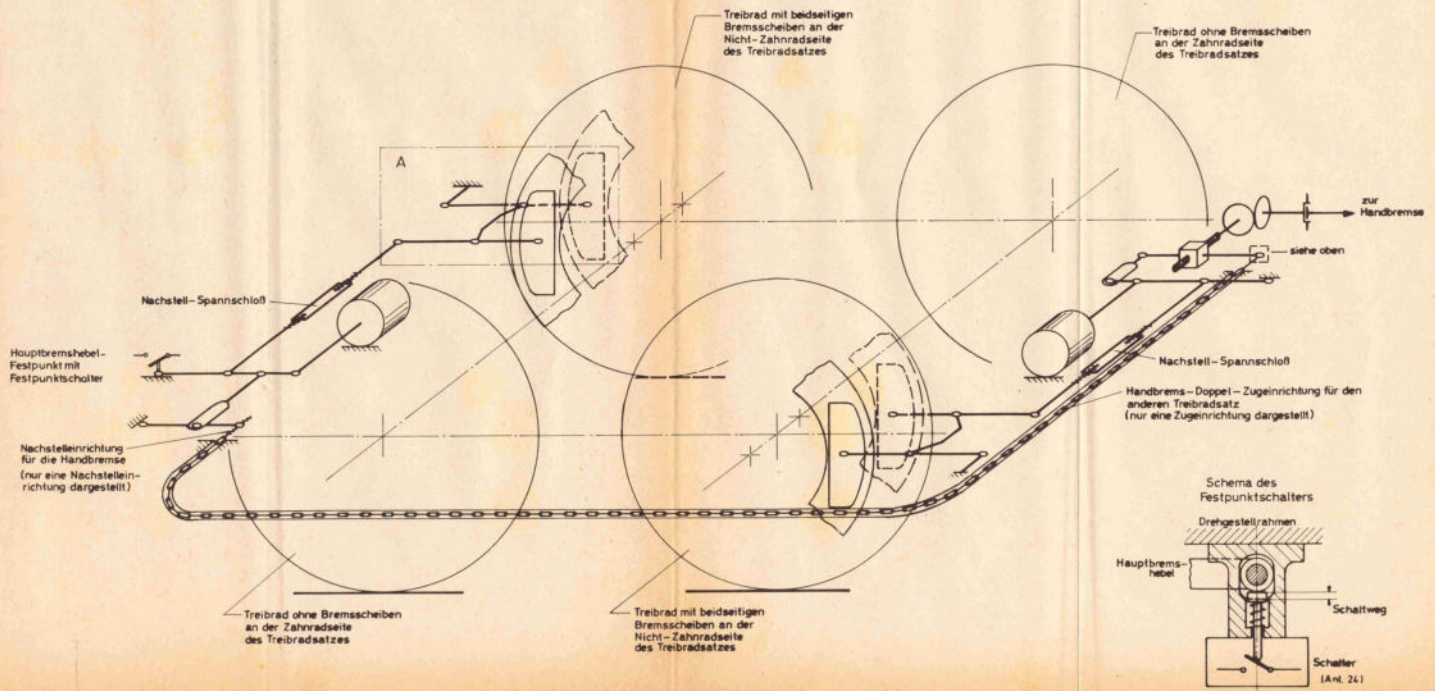 Treibrad mit beidseitigen
Bremsscheiben an der
Nicht-Zahnradseite
des Treibradsatzes
Treibrad ohne Bremsscheiben
an der Zahnradseite
des Treibradsatzes
A
zur
Handbremse
siehe oben
Nachstell-Spannschloß
Hauptbremshebel-
Festpunkt mit
Festpunktschalter
Nachstell-Spannschloß
Handbrems-Doppel-Zugeinrichtung für den
anderen Treibradsatz
(nur eine Zugeinrichtung dargestellt)
Nachstelleinrichtung
für die Handbremse
(nur eine Nachstellein-
richtung dargestellt)
Schema des
Festpunktschalters
Drehgestellrahmen
Hauptbrems-
hebel
Schaltweg
Treibrad ohne Bremsscheiben
an der Zahnradseite
des Treibradsatzes
Treibrad mit beidseitigen
Bremsscheiben an der
Nicht-Zahnradseite
des Treibradsatzes
Schalter
(Anl. 24)